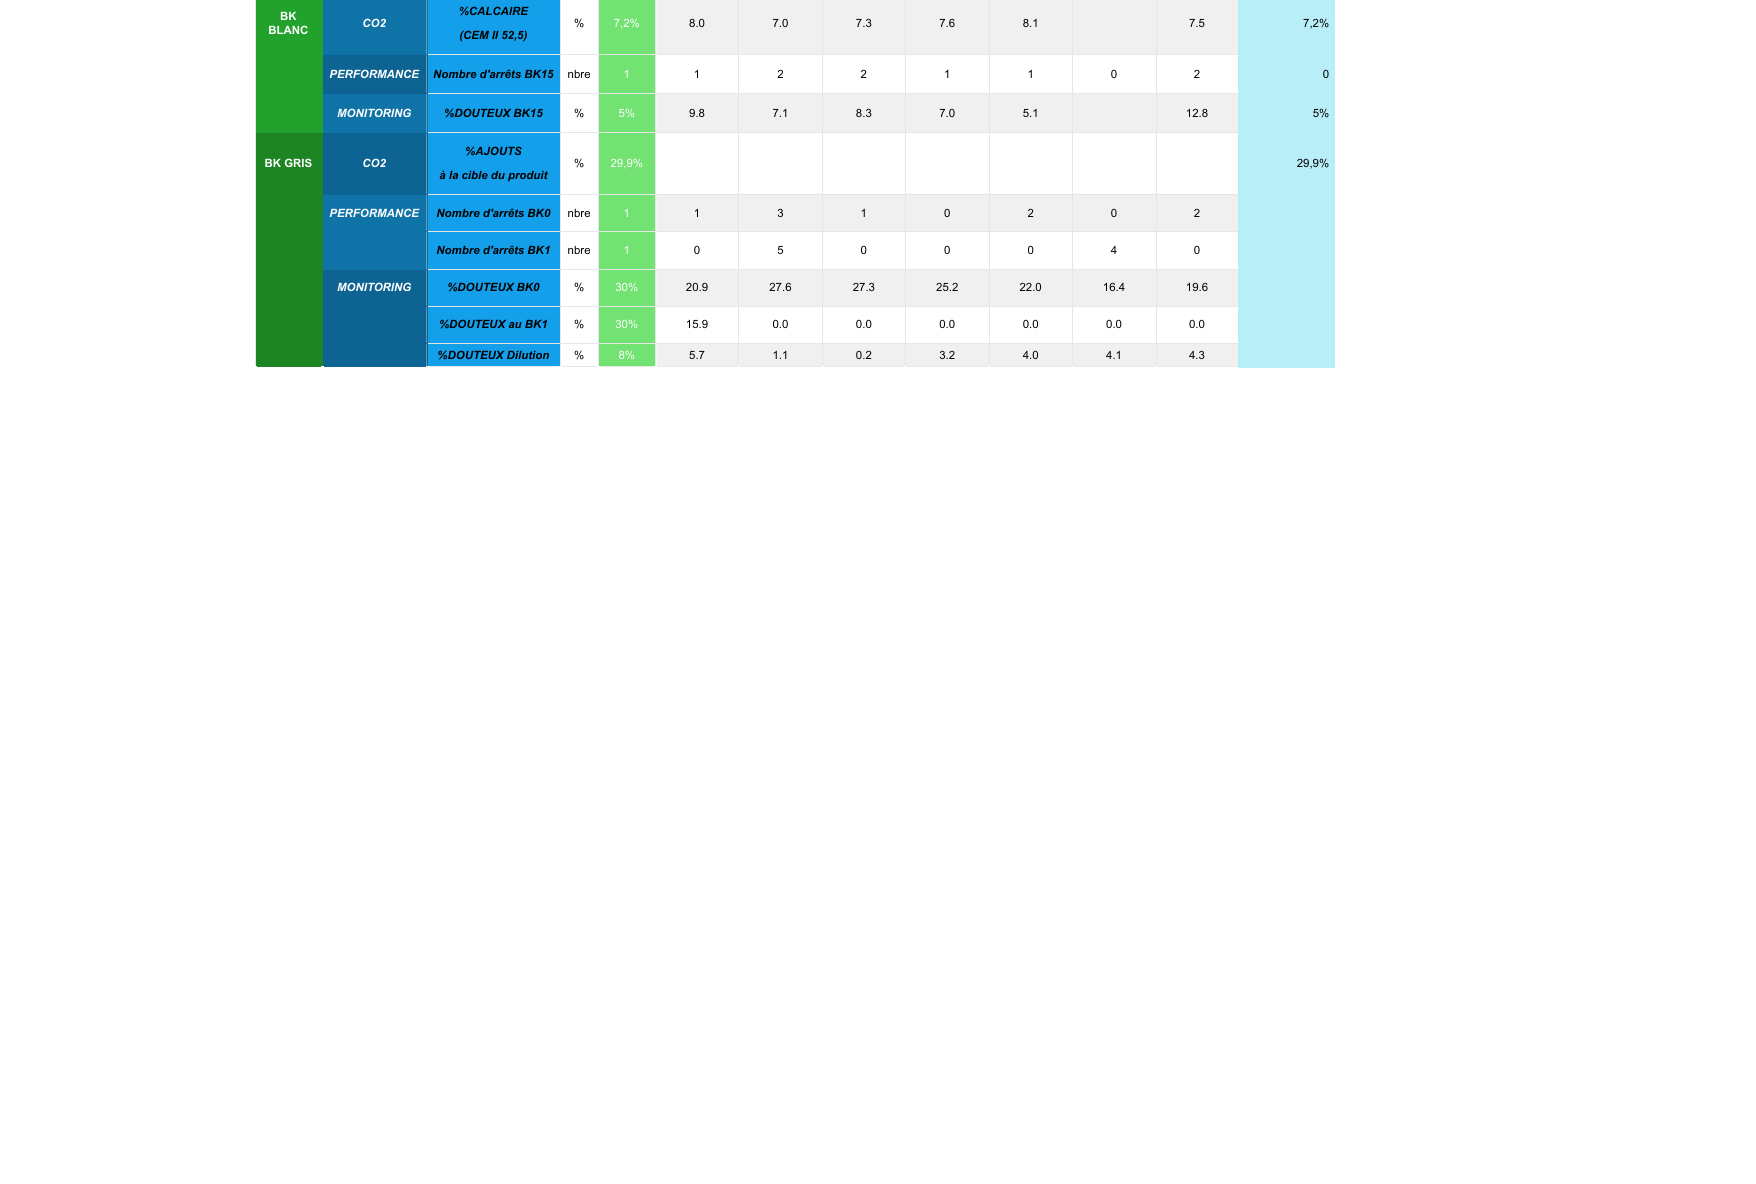 BK BLANC CO2 %CALCAIRE (CEM II 52,5) % 7,2% 8.0 7.0 7.3 7.6 8.1 7.5 7,2%
PERFORMANCE Nombre d'arrêts BK15 nbre 1 1 2 2 1 1 0 2 0
MONITORING %DOUTEUX BK15 % 5% 9.8 7.1 8.3 7.0 5.1 12.8 5%
BK GRIS CO2 %AJOUTS à la cible du produit % 29,9% 29,9%
PERFORMANCE Nombre d'arrêts BK0 nbre 1 1 3 1 0 2 0 2
Nombre d'arrêts BK1 nbre 1 0 5 0 0 0 4 0
MONITORING %DOUTEUX BK0 % 30% 20.9 27.6 27.3 25.2 22.0 16.4 19.6
%DOUTEUX au BK1 % 30% 15.9 0.0 0.0 0.0 0.0 0.0 0.0
%DOUTEUX Dilution % 8% 5.7 1.1 0.2 3.2 4.0 4.1 4.3